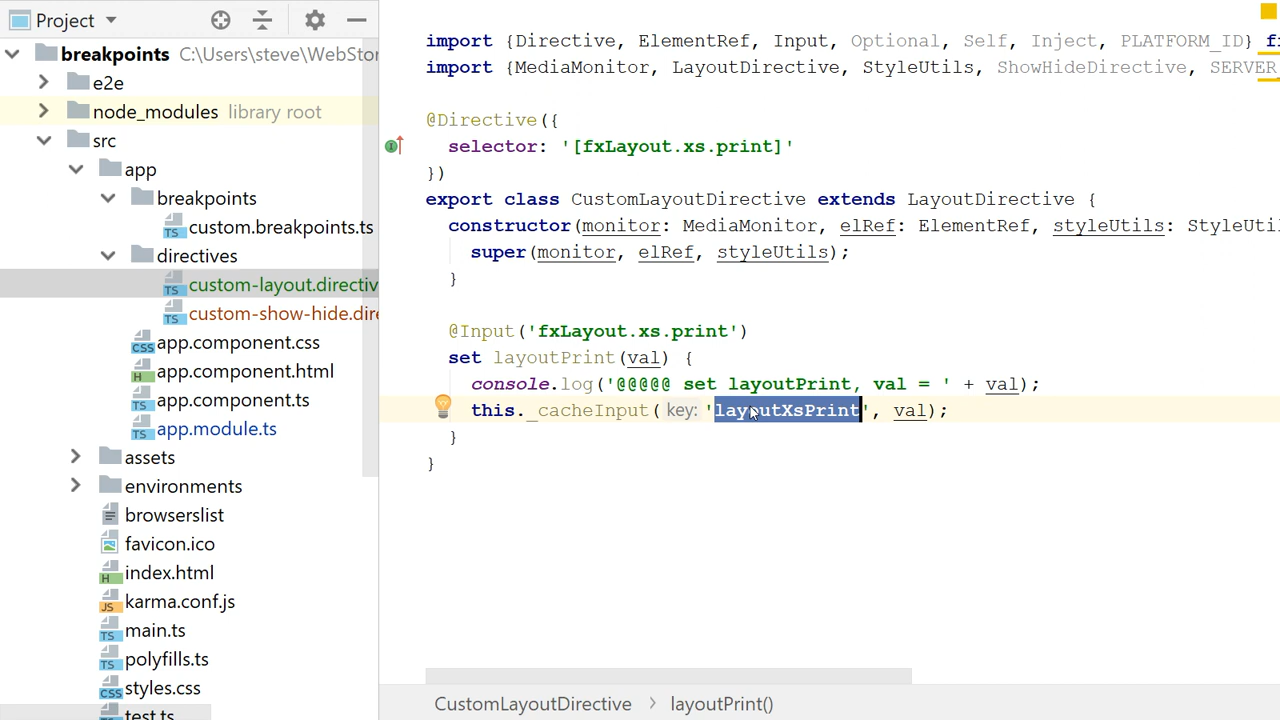 Project
breakpoints C:\Users\steve\WebStor
e2e
node_modules library root
src
app
breakpoints
custom.breakpoints.ts
directives
custom-layout.directiv
custom-show-hide.dire
app.component.css
app.component.html
app.component.ts
app.module.ts
assets
environments
browserslist
favicon.ico
index.html
karma.conf.js
main.ts
polyfills.ts
styles.css
test.ts
import {Directive, ElementRef, Input, Optional, Self, Inject, PLATFORM_ID} fr
import {MediaMonitor, LayoutDirective, StyleUtils, ShowHideDirective, SERVER
@Directive({
selector: '[fxLayout.xs.print]'
})
export class CustomLayoutDirective extends LayoutDirective {
constructor(monitor: MediaMonitor, elRef: ElementRef, styleUtils: StyleUtil
super(monitor, elRef, styleUtils);
}
@Input('fxLayout.xs.print')
set layoutPrint(val) {
console.log('@@@@@ set layoutPrint, val = ' + val);
this._cacheInput( key: 'layoutXsPrint', val);
}
}
CustomLayoutDirective > layoutPrint()